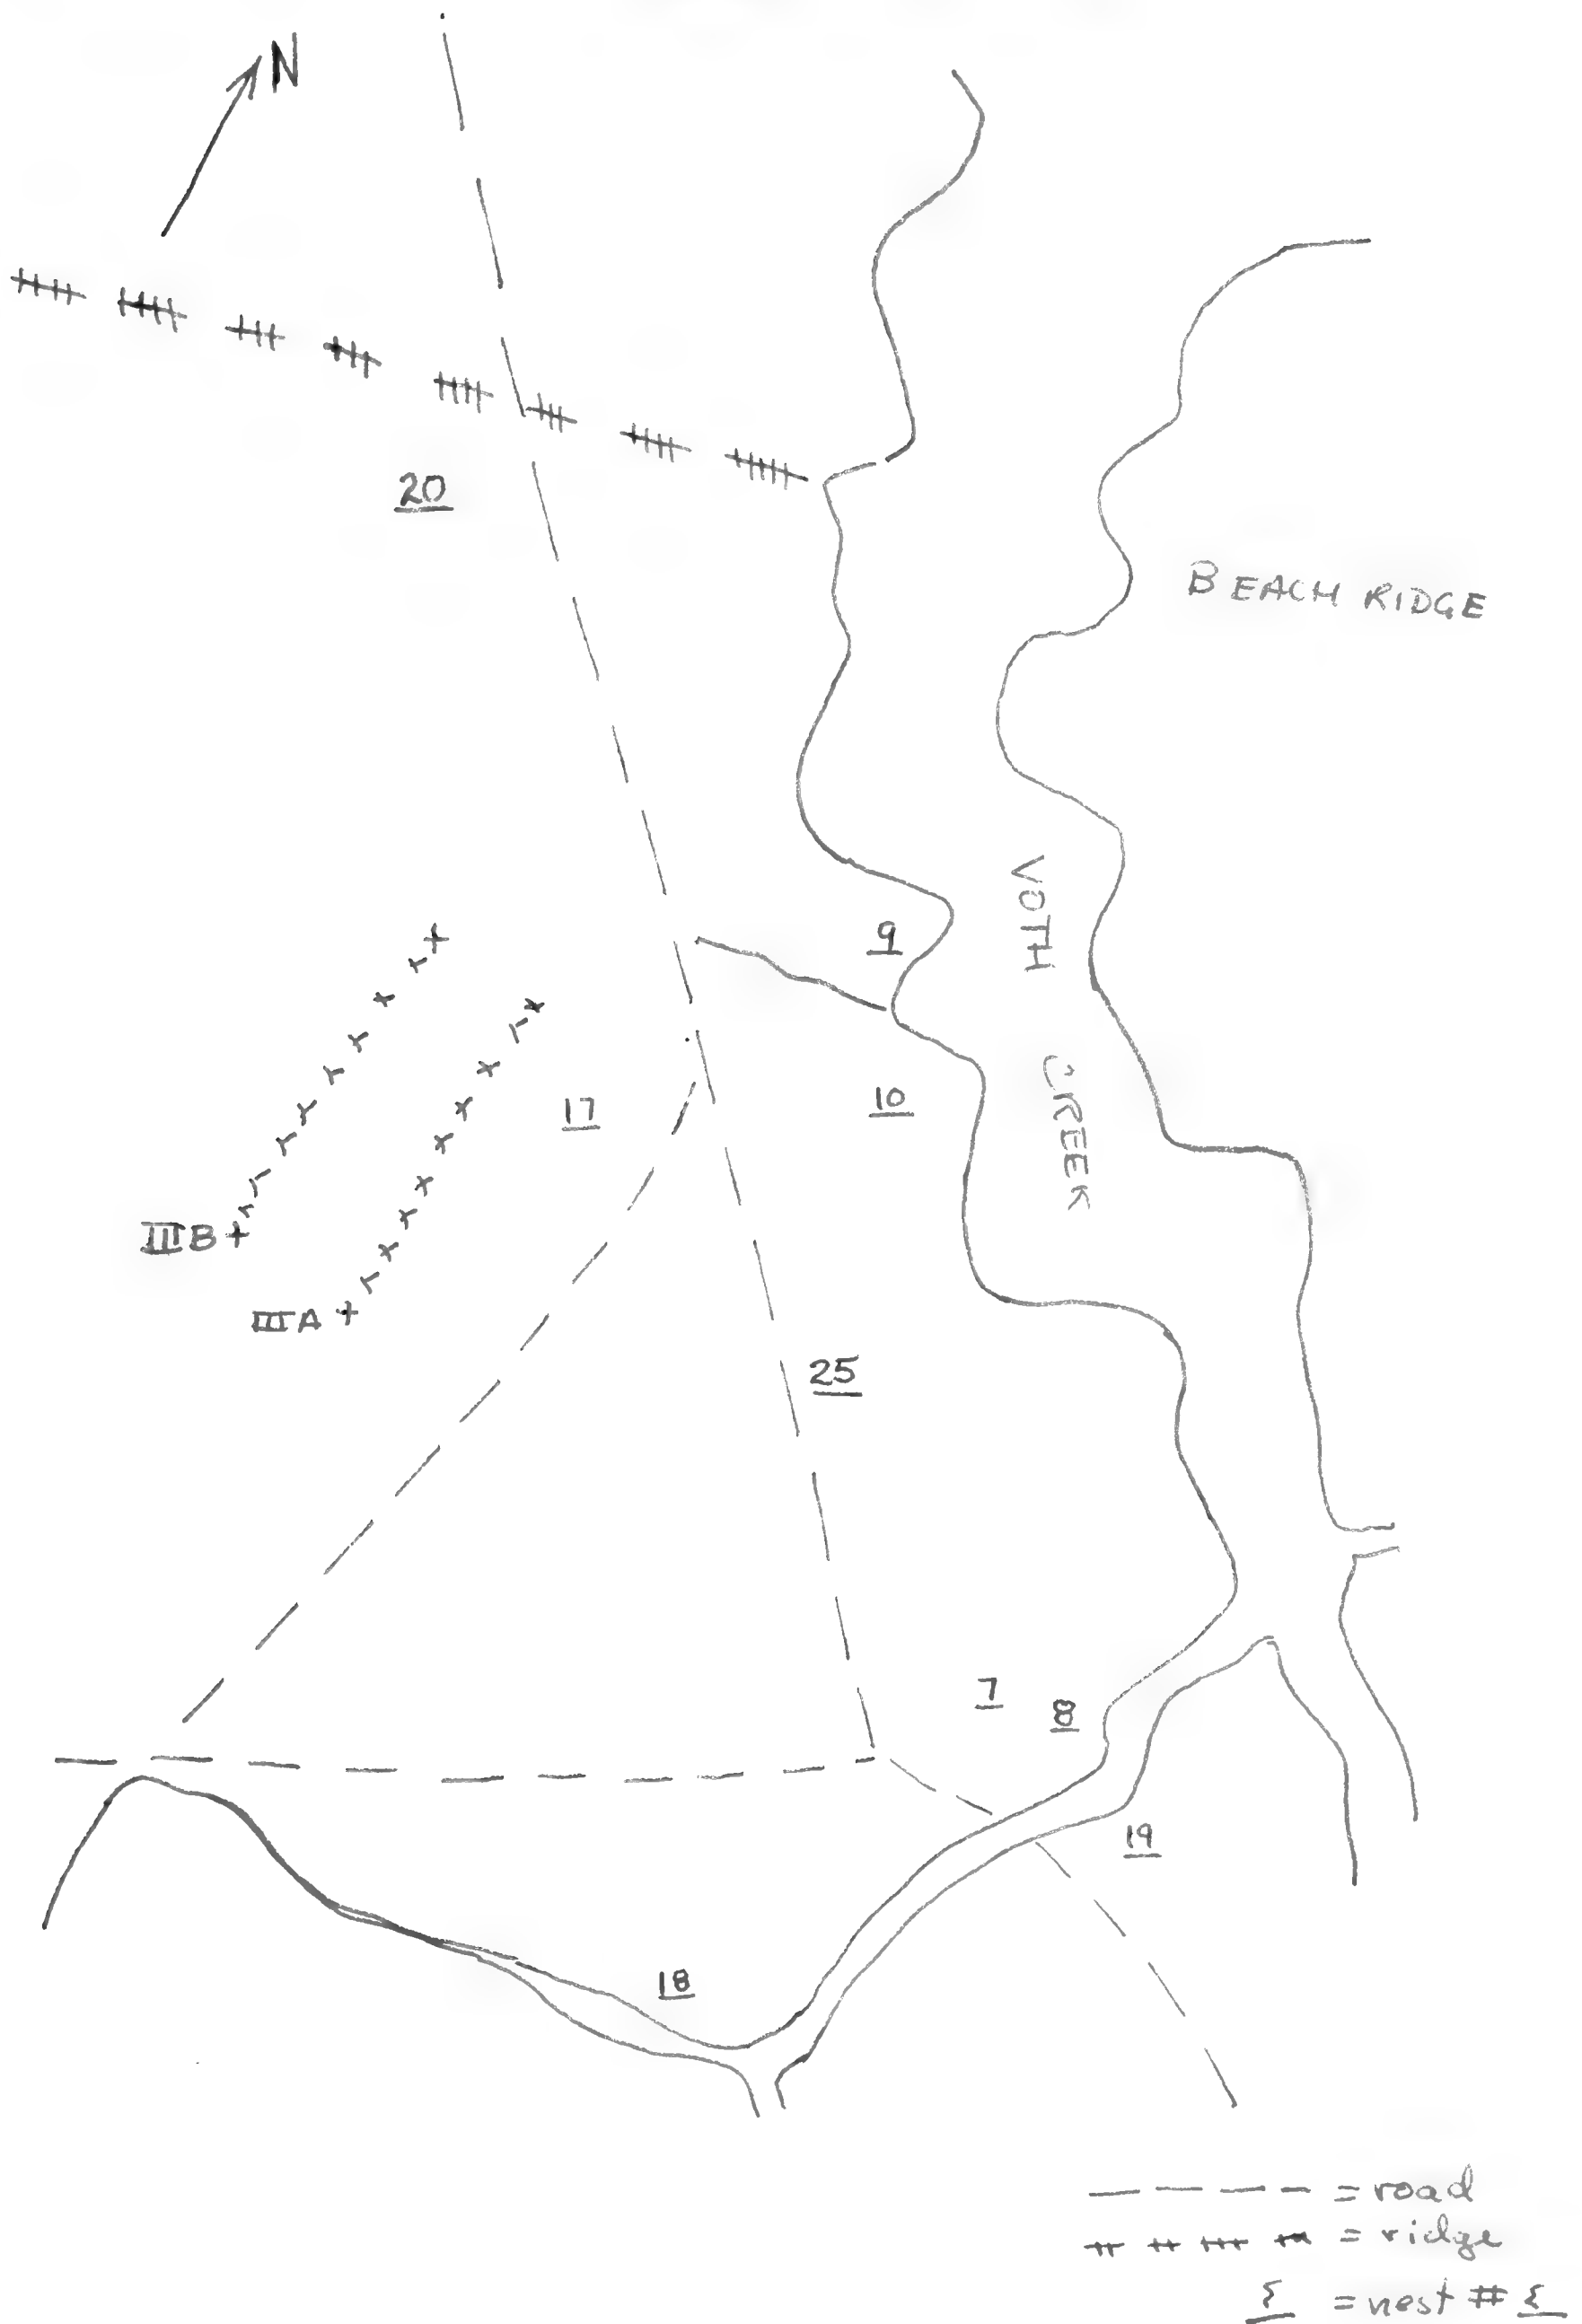 N
20
BEACH RIDGE
9
VOTH
CREEK
10
17
IIIB
IIIA
25
7
8
19
18
= road
= ridge
= nest #